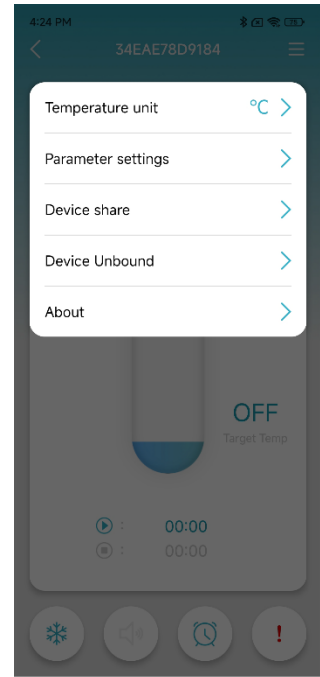 4:24 PM
34EAE78D9184
Temperature unit °C
Parameter settings
Device share
Device Unbound
About
OFF
Target Temp
: 00:00
: 00:00